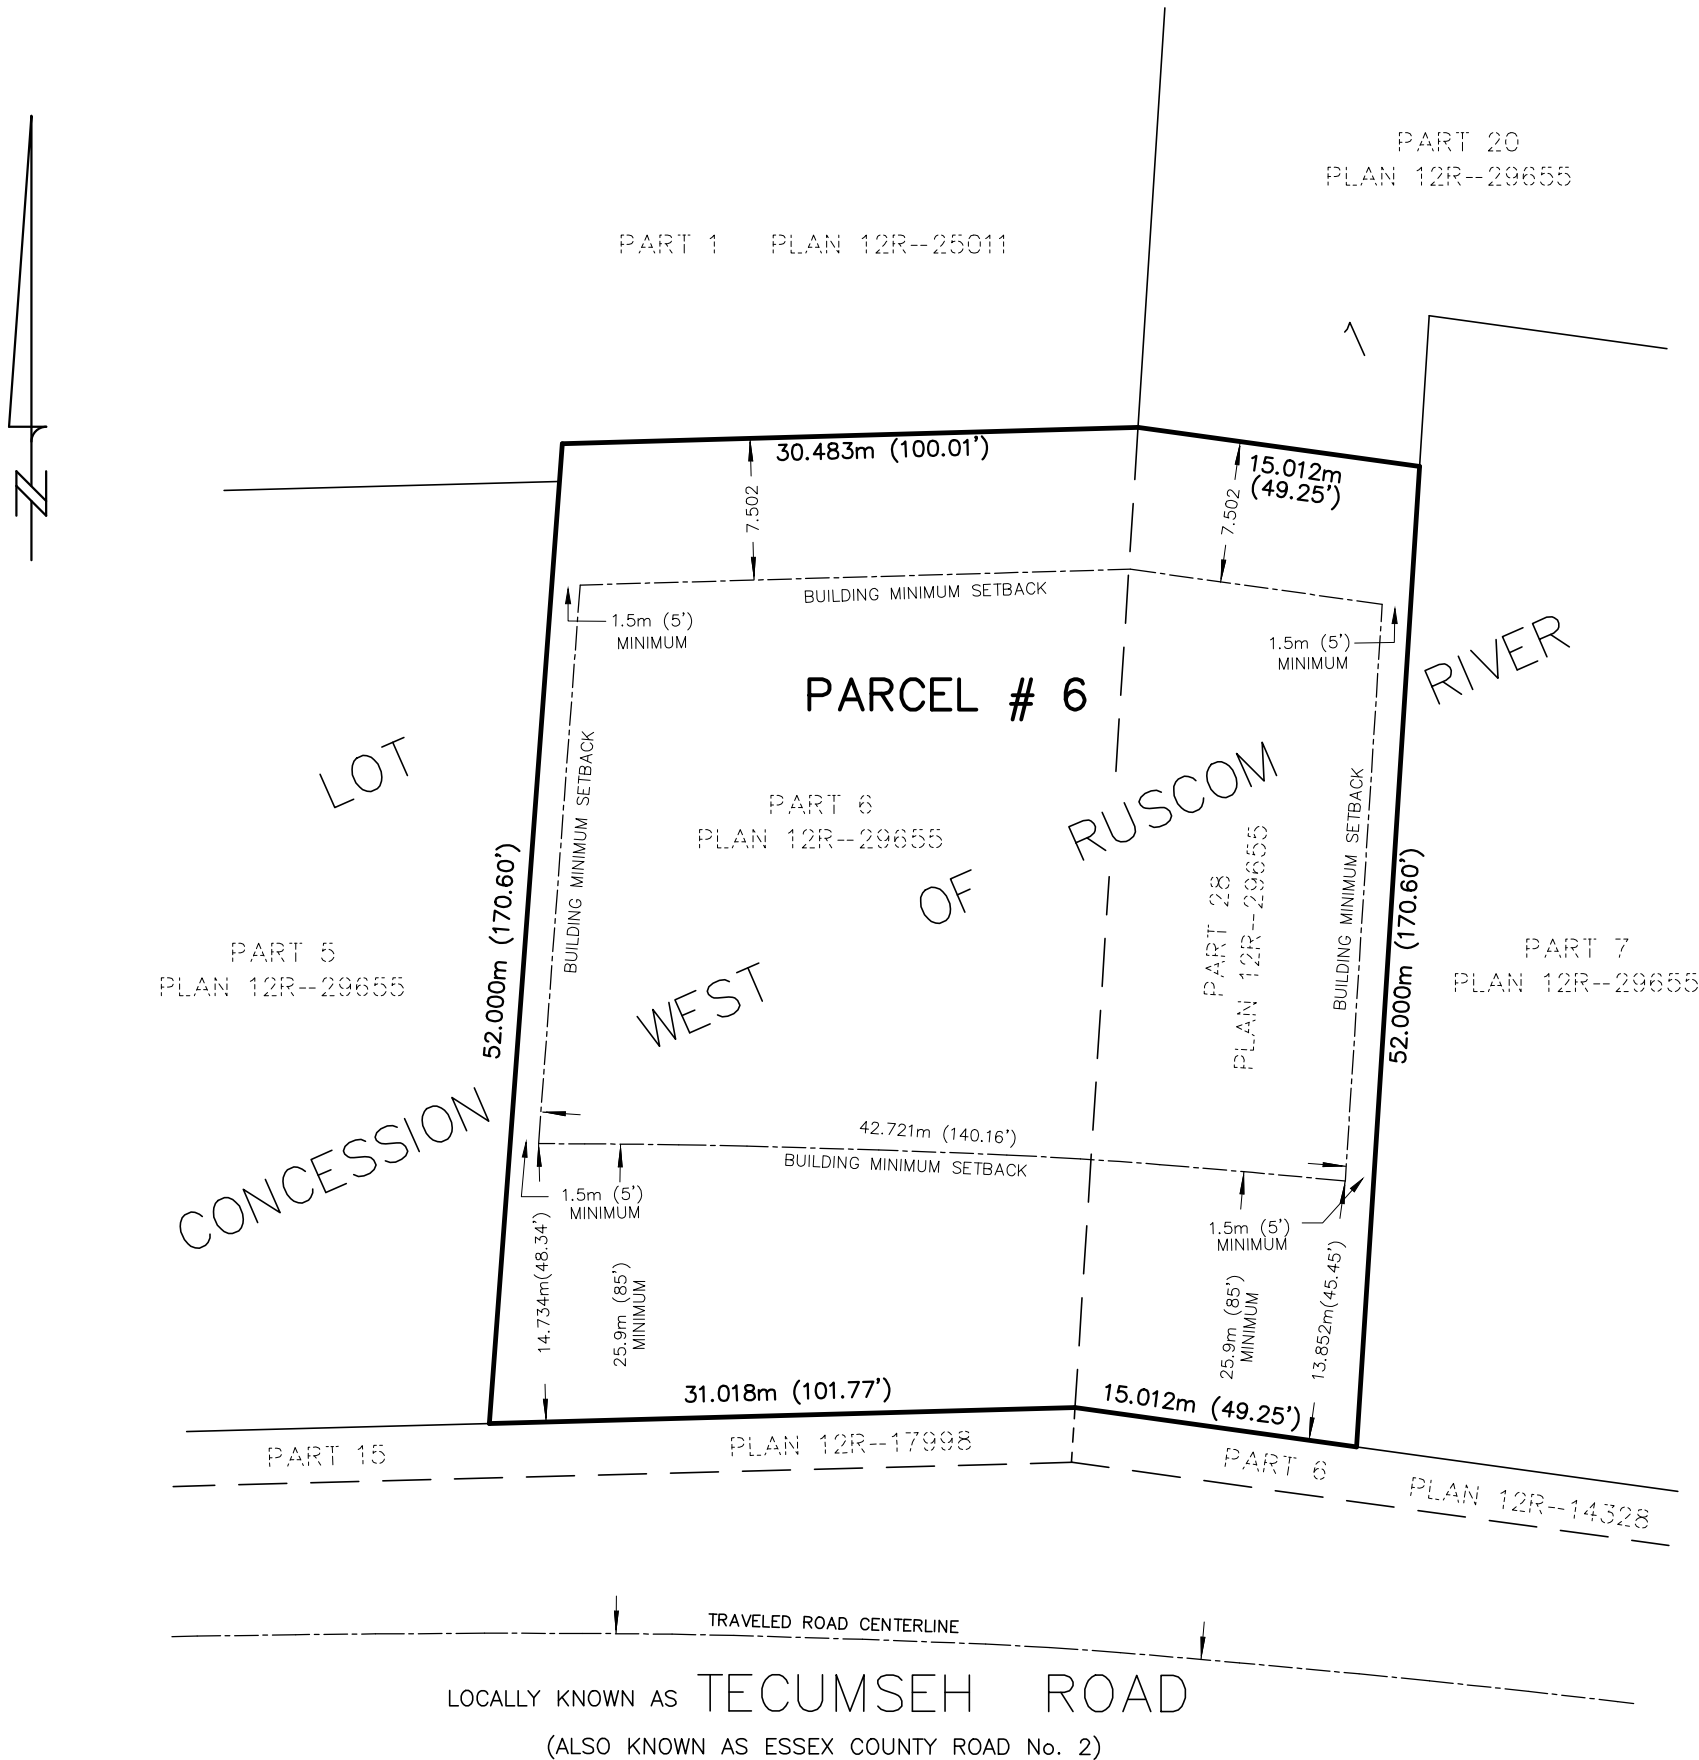 PART 20
PLAN 12R--29655
PART 1 PLAN 12R--25011
1
N
30.483m (100.01')
15.012m
(49.25')
7.502
7.502
BUILDING MINIMUM SETBACK
1.5m (5')
MINIMUM
1.5m (5')
MINIMUM
PARCEL # 6
RIVER
LOT
RUSCOM
OF
WEST
CONCESSION
BUILDING MINIMUM SETBACK
BUILDING MINIMUM SETBACK
PART 6
PLAN 12R--29655
PART 28
PLAN 12R--29655
52.000m (170.60')
52.000m (170.60')
PART 5
PLAN 12R--29655
PART 7
PLAN 12R--29655
42.721m (140.16')
BUILDING MINIMUM SETBACK
1.5m (5')
MINIMUM
1.5m (5')
MINIMUM
14.734m(48.34')
25.9m (85')
MINIMUM
25.9m (85')
MINIMUM
13.852m(45.45')
31.018m (101.77')
15.012m (49.25')
PART 15
PLAN 12R--17998
PART 6
PLAN 12R--14328
TRAVELED ROAD CENTERLINE
LOCALLY KNOWN AS TECUMSEH ROAD
(ALSO KNOWN AS ESSEX COUNTY ROAD No. 2)